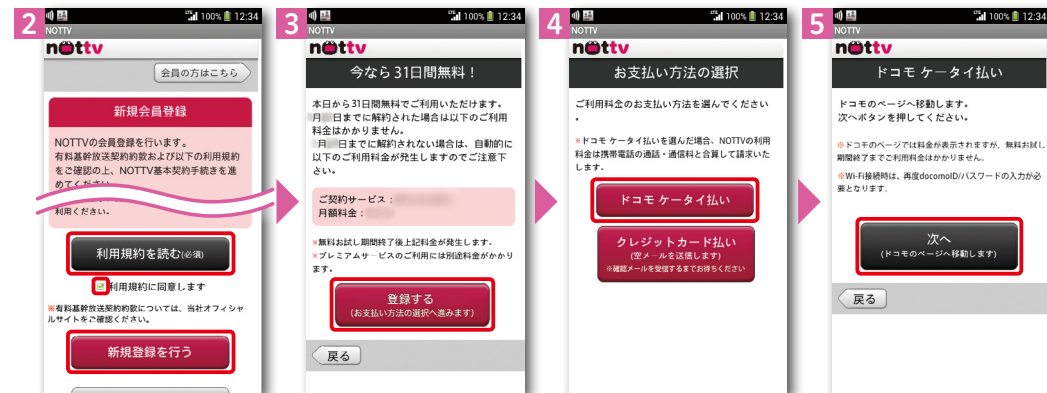 2
100% 12:34
NOTTV
nottv
会員の方はこちら
新規会員登録
NOTTVの会員登録を行います。
有料基幹放送契約約款および以下の利用規約
をご確認の上、NOTTV基本契約手続きを進
めてください
利用ください。
利用規約を読む(必須)
利用規約に同意します
※有料基幹放送契約約款については、当社オフィシャ
ルサイトをご確認ください。
新規登録を行う
3
100% 12:34
NOTTV
nottv
今なら31日間無料！
本日から31日間無料でご利用いただけます。
月 日までに解約された場合は以下のご利用
料金はかかりません。
月 日までに解約されない場合は、自動的に
以下のご利用料金が発生しますのでご注意下
さい。
ご契約サービス：
月額料金：
※無料お試し期間終了後上記料金が発生します。
※プレミアムサービスのご利用には別途料金がかかり
ます。
登録する
(お支払い方法の選択へ進みます)
戻る
4
100% 12:34
NOTTV
nottv
お支払い方法の選択
ご利用料金のお支払い方法を選んでください
。
※ドコモ ケータイ払いを選んだ場合、NOTTVの利用
料金は携帯電話の通話・通信料と合算して請求いた
します。
ドコモ ケータイ払い
クレジットカード払い
(空メールを送信します)
※確認メールを受信するまでお待ちください
5
100% 12:34
NOTTV
nottv
ドコモ ケータイ払い
ドコモのページへ移動します。
次へボタンを押してください。
※ドコモのページでは料金が表示されますが、無料お試し
期間終了までご利用料金はかかりません。
※Wi-Fi接続時は、再度docomoID/パスワードの入力が必
要となります。
次へ
(ドコモのページへ移動します)
戻る